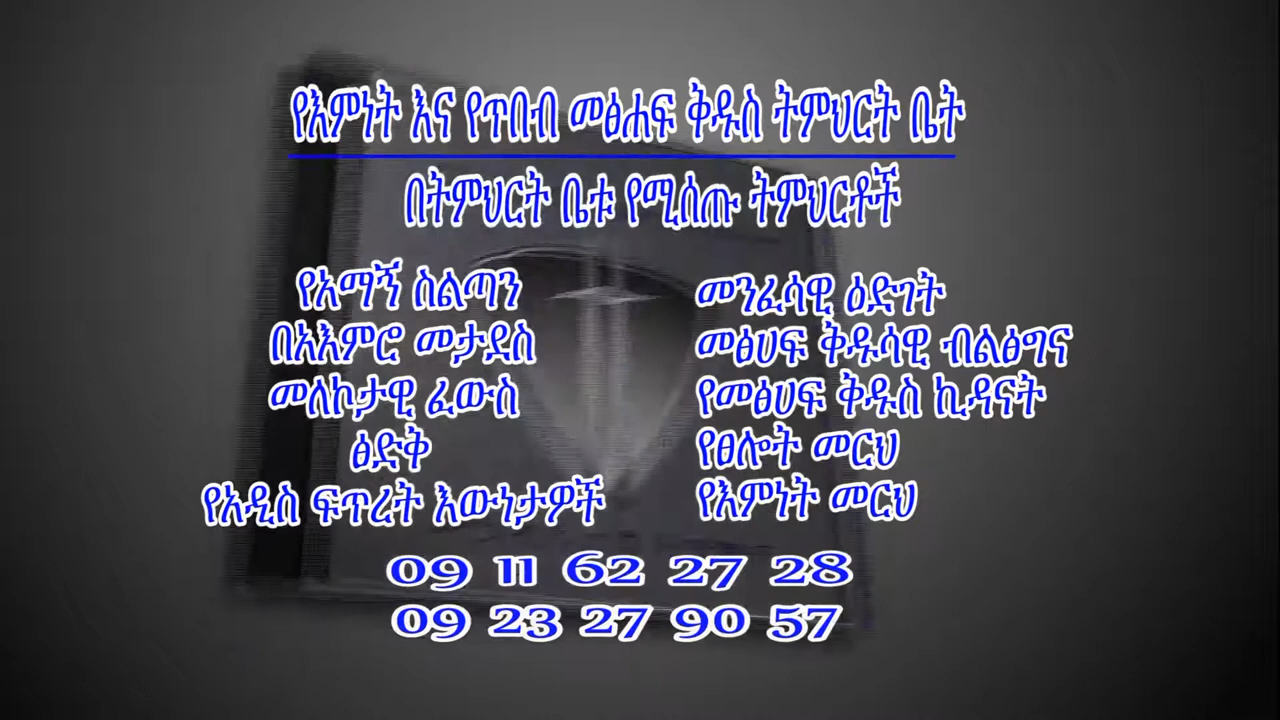 የእምነት እና የጥበብ መፅሐፍ ቅዱስ ትምህርት ቤት
በትምህርት ቤቱ የሚሰጡ ትምህርቶች
የአማኝ ስልጣን
በአእምሮ መታደስ
መለኮታዊ ፈውስ
ፅድቅ
የአዲስ ፍጥረት እውነታዎች
መንፈሳዊ ዕድገት
መፅሀፍ ቅዱሳዊ ብልፅግና
የመፅሀፍ ቅዱስ ኪዳናት
የፀሎት መርህ
የእምነት መርህ
09 11 62 27 28
09 23 27 90 57